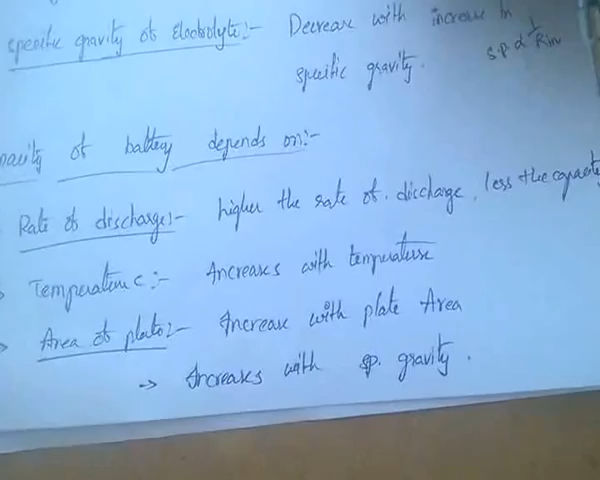 specific gravity of Electrolyte:- Decrease with increase in
specific gravity. s.p. α 1/Rin
of battery depends on:-
Rate of discharge:- higher the rate of discharge, less the capacit
Temperature:- Increases with temperature
→ Area of plate:- Increase with plate Area
→ Increases with sp. gravity.